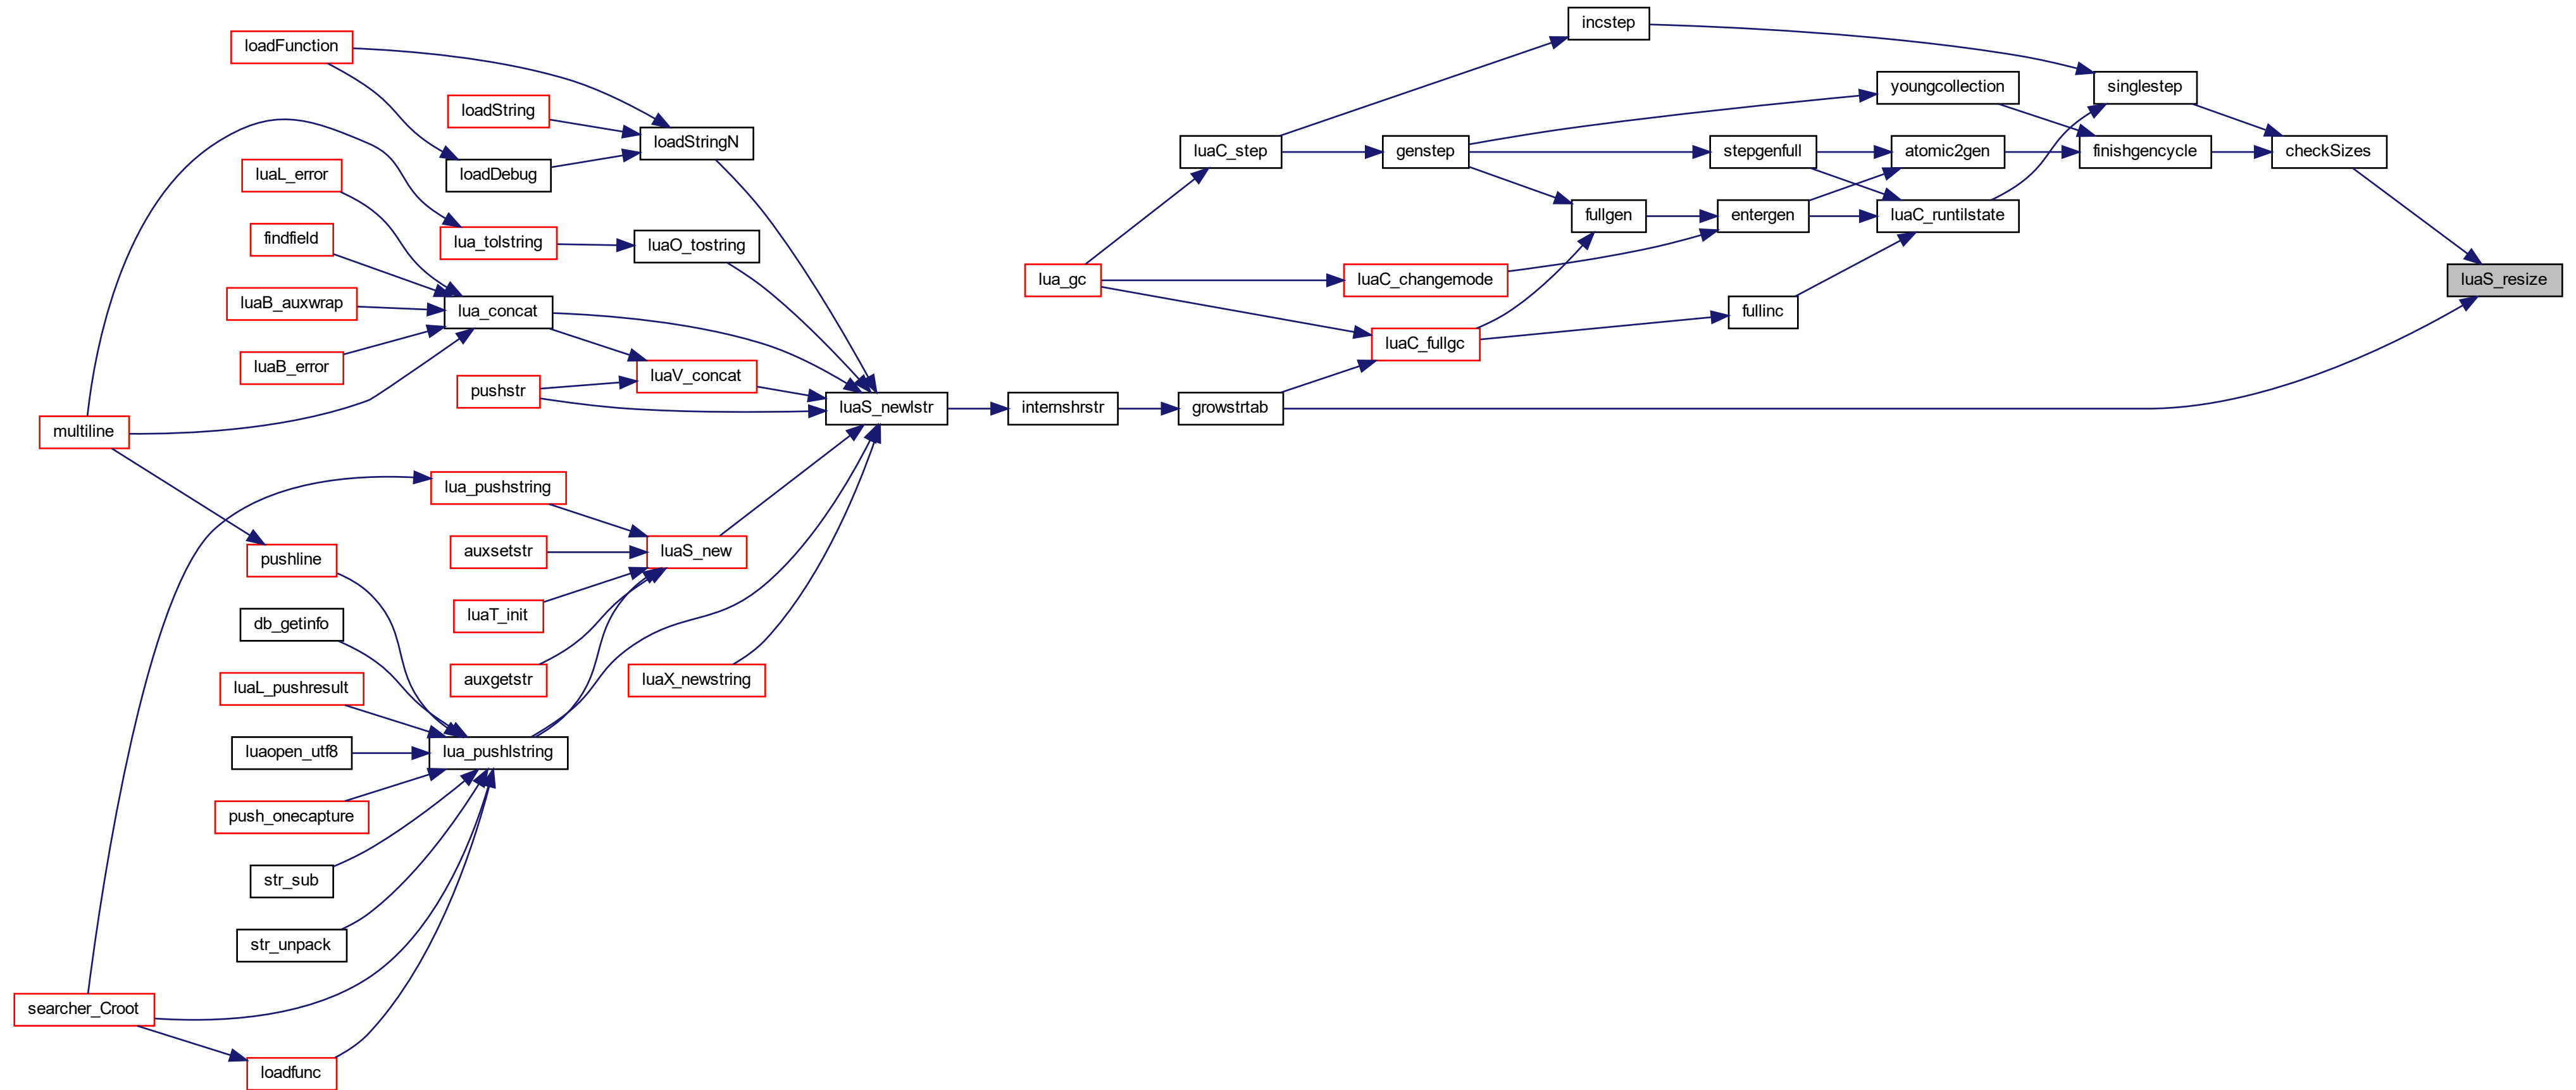 incstep
loadFunction
youngcollection
singlestep
loadString
loadStringN
luaC_step
genstep
stepgenfull
atomic2gen
finishgencycle
checkSizes
luaL_error
loadDebug
fullgen
entergen
luaC_runtilstate
findfield
lua_tolstring
luaO_tostring
lua_gc
luaC_changemode
luaS_resize
luaB_auxwrap
lua_concat
fullinc
luaC_fullgc
luaB_error
luaV_concat
pushstr
luaS_newlstr
internshrstr
growstrtab
multiline
lua_pushstring
auxsetstr
luaS_new
pushline
luaT_init
db_getinfo
auxgetstr
luaX_newstring
luaL_pushresult
luaopen_utf8
lua_pushlstring
push_onecapture
str_sub
str_unpack
searcher_Croot
loadfunc